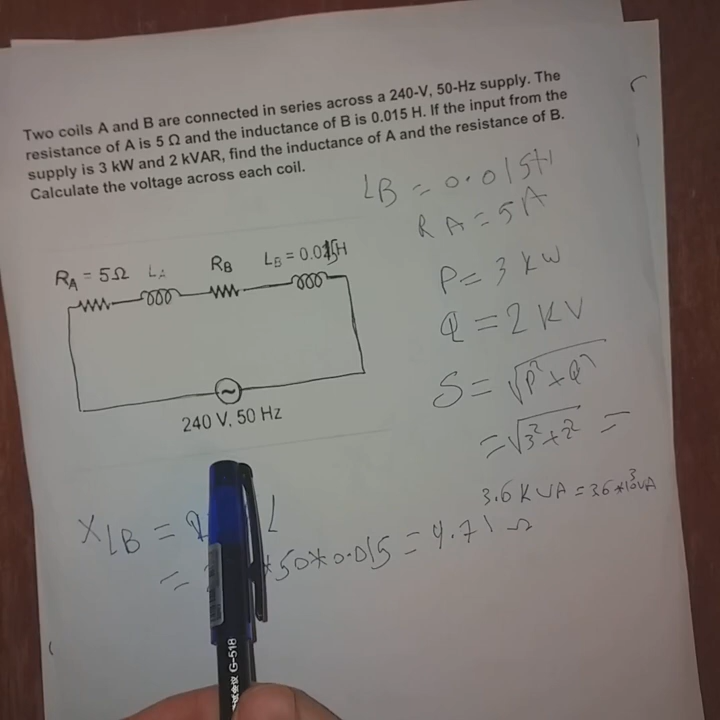 Two coils A and B are connected in series across a 240-V, 50-Hz supply. The
resistance of A is 5 Ω and the inductance of B is 0.015 H. If the input from the
supply is 3 kW and 2 kVAR, find the inductance of A and the resistance of B.
Calculate the voltage across each coil.
LB = 0.015H
RA = 5A
P = 3 KW
Q = 2 KV
S = √P²+Q²
= √3²+2² =
3.6 KVA = 3.6*10³VA
RA = 5Ω LA RB LB = 0.015H
240 V, 50 Hz
XLB = L
= *50*0.015 = 4.71 Ω
G-518